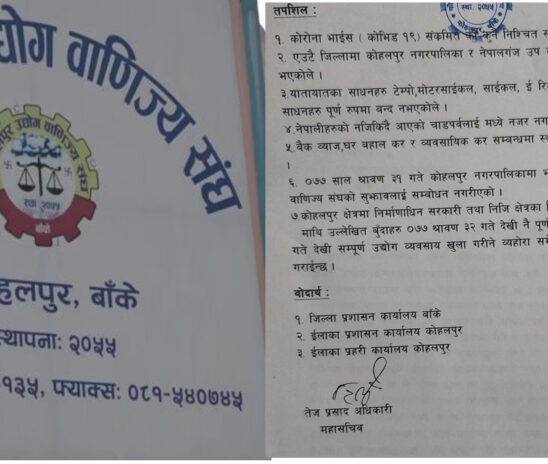 द्योग वाणिज्य संघ
उद्योग वाणिज्य संघ
स्था २०५५
बाँके
हलपुर, बाँके
स्थापना: २०५५
१३५, फ्याक्स: ०८१-५४०७४५
तपशिल :
१. कोरोना भाईस (कोभिड १९) संक्रमित को कुनै निश्चित
२. एउटै जिल्लामा कोहलपुर नगरपालिका र नेपालगंज उप म
भएकोले ।
३.यातायातका साधनहरु टेम्पो,मोटरसाईकल, साईकल, ई रि
साधनहरु पूर्ण रुपमा बन्द नभएकोले ।
४.नेपालीहरुको नजिकिदै आएको चाडपर्वलाई मध्ये नजर
५.बैक व्याज,घर बहाल कर र व्यवसायिक कर सम्बन्धमा
।
६. ०७७ साल श्रावण ३१ गते कोहलपुर नगरपालिकामा
वाणिज्य संघको सुझावलाई सम्बोधन नगरीएको ।
७ कोहलपुर क्षेत्रमा निर्माणाधिन सरकारी तथा निजि क्षेत्रका
माथि उल्लेखित बुंदाहरु ०७७ श्रावण ३२ गते देखी नै
गते देखी सम्पूर्ण उद्योग व्यवसाय खुला गरीने व्यहोरा
गराईन्छ ।
बोदार्थ :
१. जिल्ला प्रशासन कार्यालय बाँके
२. ईलाका प्रशासन कार्यालय कोहलपुर
३. ईलाका प्रहरी कार्यालय कोहलपुर
तेज प्रसाद अधिकारी
महासचिव